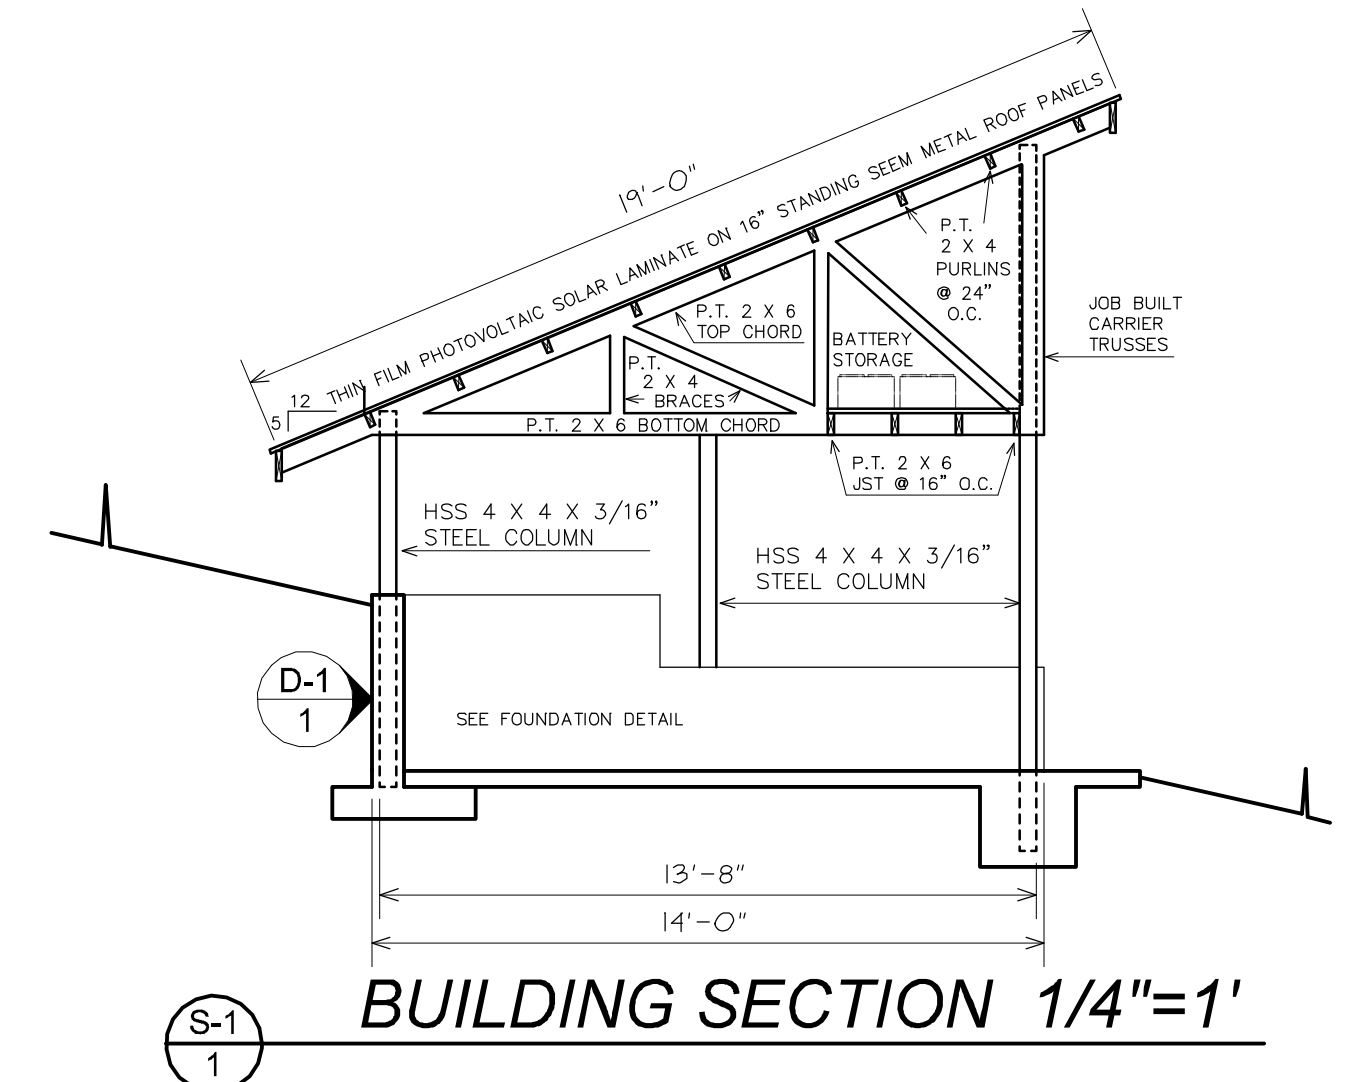 19'-0"
THIN FILM PHOTOVOLTAIC SOLAR LAMINATE ON 16" STANDING SEEM METAL ROOF PANELS
12
5
P.T.
2 X 4
PURLINS
@ 24"
O.C.
JOB BUILT
CARRIER
TRUSSES
P.T. 2 X 6
TOP CHORD
BATTERY
STORAGE
P.T.
2 X 4
BRACES
P.T. 2 X 6 BOTTOM CHORD
P.T. 2 X 6
JST @ 16" O.C.
HSS 4 X 4 X 3/16"
STEEL COLUMN
HSS 4 X 4 X 3/16"
STEEL COLUMN
D-1
1
SEE FOUNDATION DETAIL
13'-8"
14'-0"
BUILDING SECTION 1/4"=1'
S-1
1